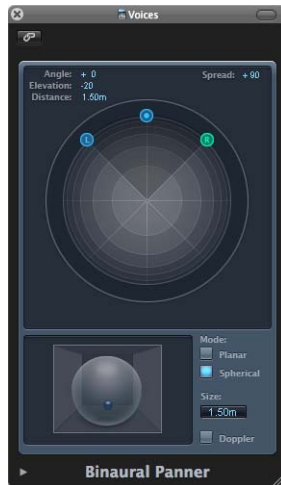 Voices
Angle: + 0 Spread: +90
Elevation: -20
Distance: 1.50m
L R
Mode:
Planar
Spherical
Size:
1.50m
Doppler
Binaural Panner